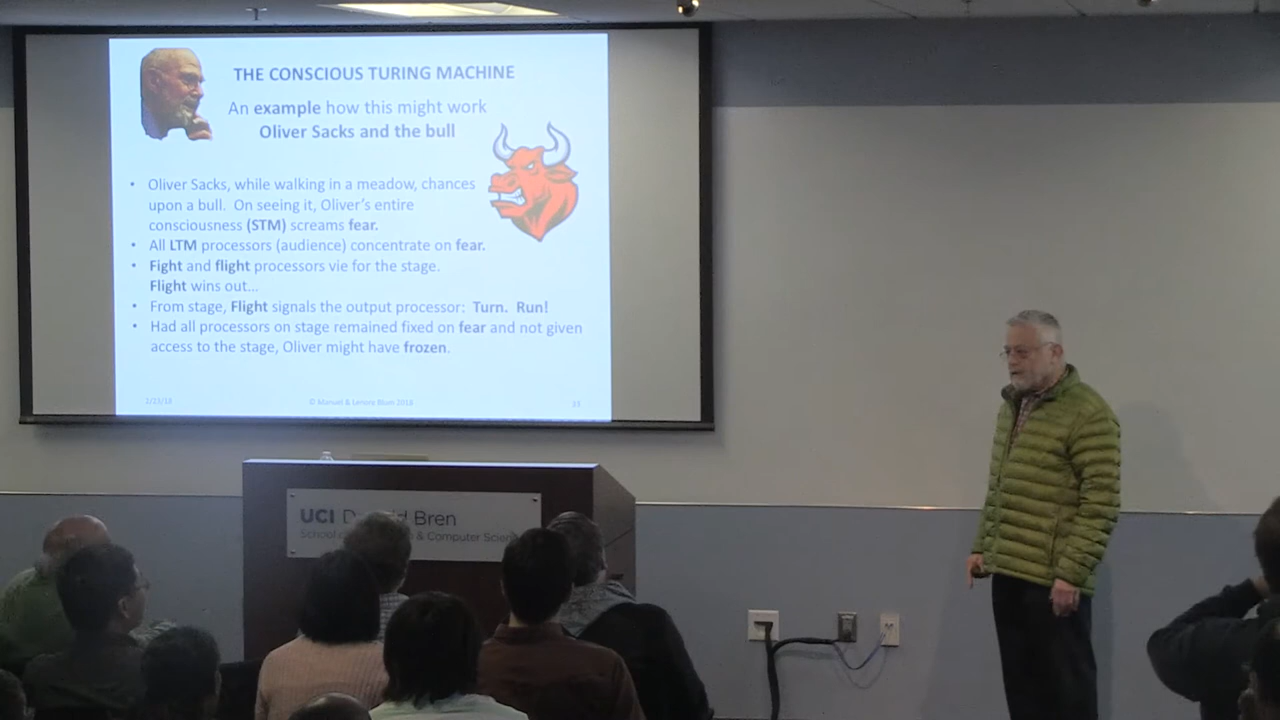 THE CONSCIOUS TURING MACHINE
An example how this might work
Oliver Sacks and the bull
• Oliver Sacks, while walking in a meadow, chances
upon a bull. On seeing it, Oliver's entire
consciousness (STM) screams fear.
• All LTM processors (audience) concentrate on fear.
• Fight and flight processors vie for the stage.
Flight wins out...
• From stage, Flight signals the output processor: Turn. Run!
• Had all processors on stage remained fixed on fear and not given
access to the stage, Oliver might have frozen.
© Manuel & Lenore Blum 2018
UCI Bren
School & Computer